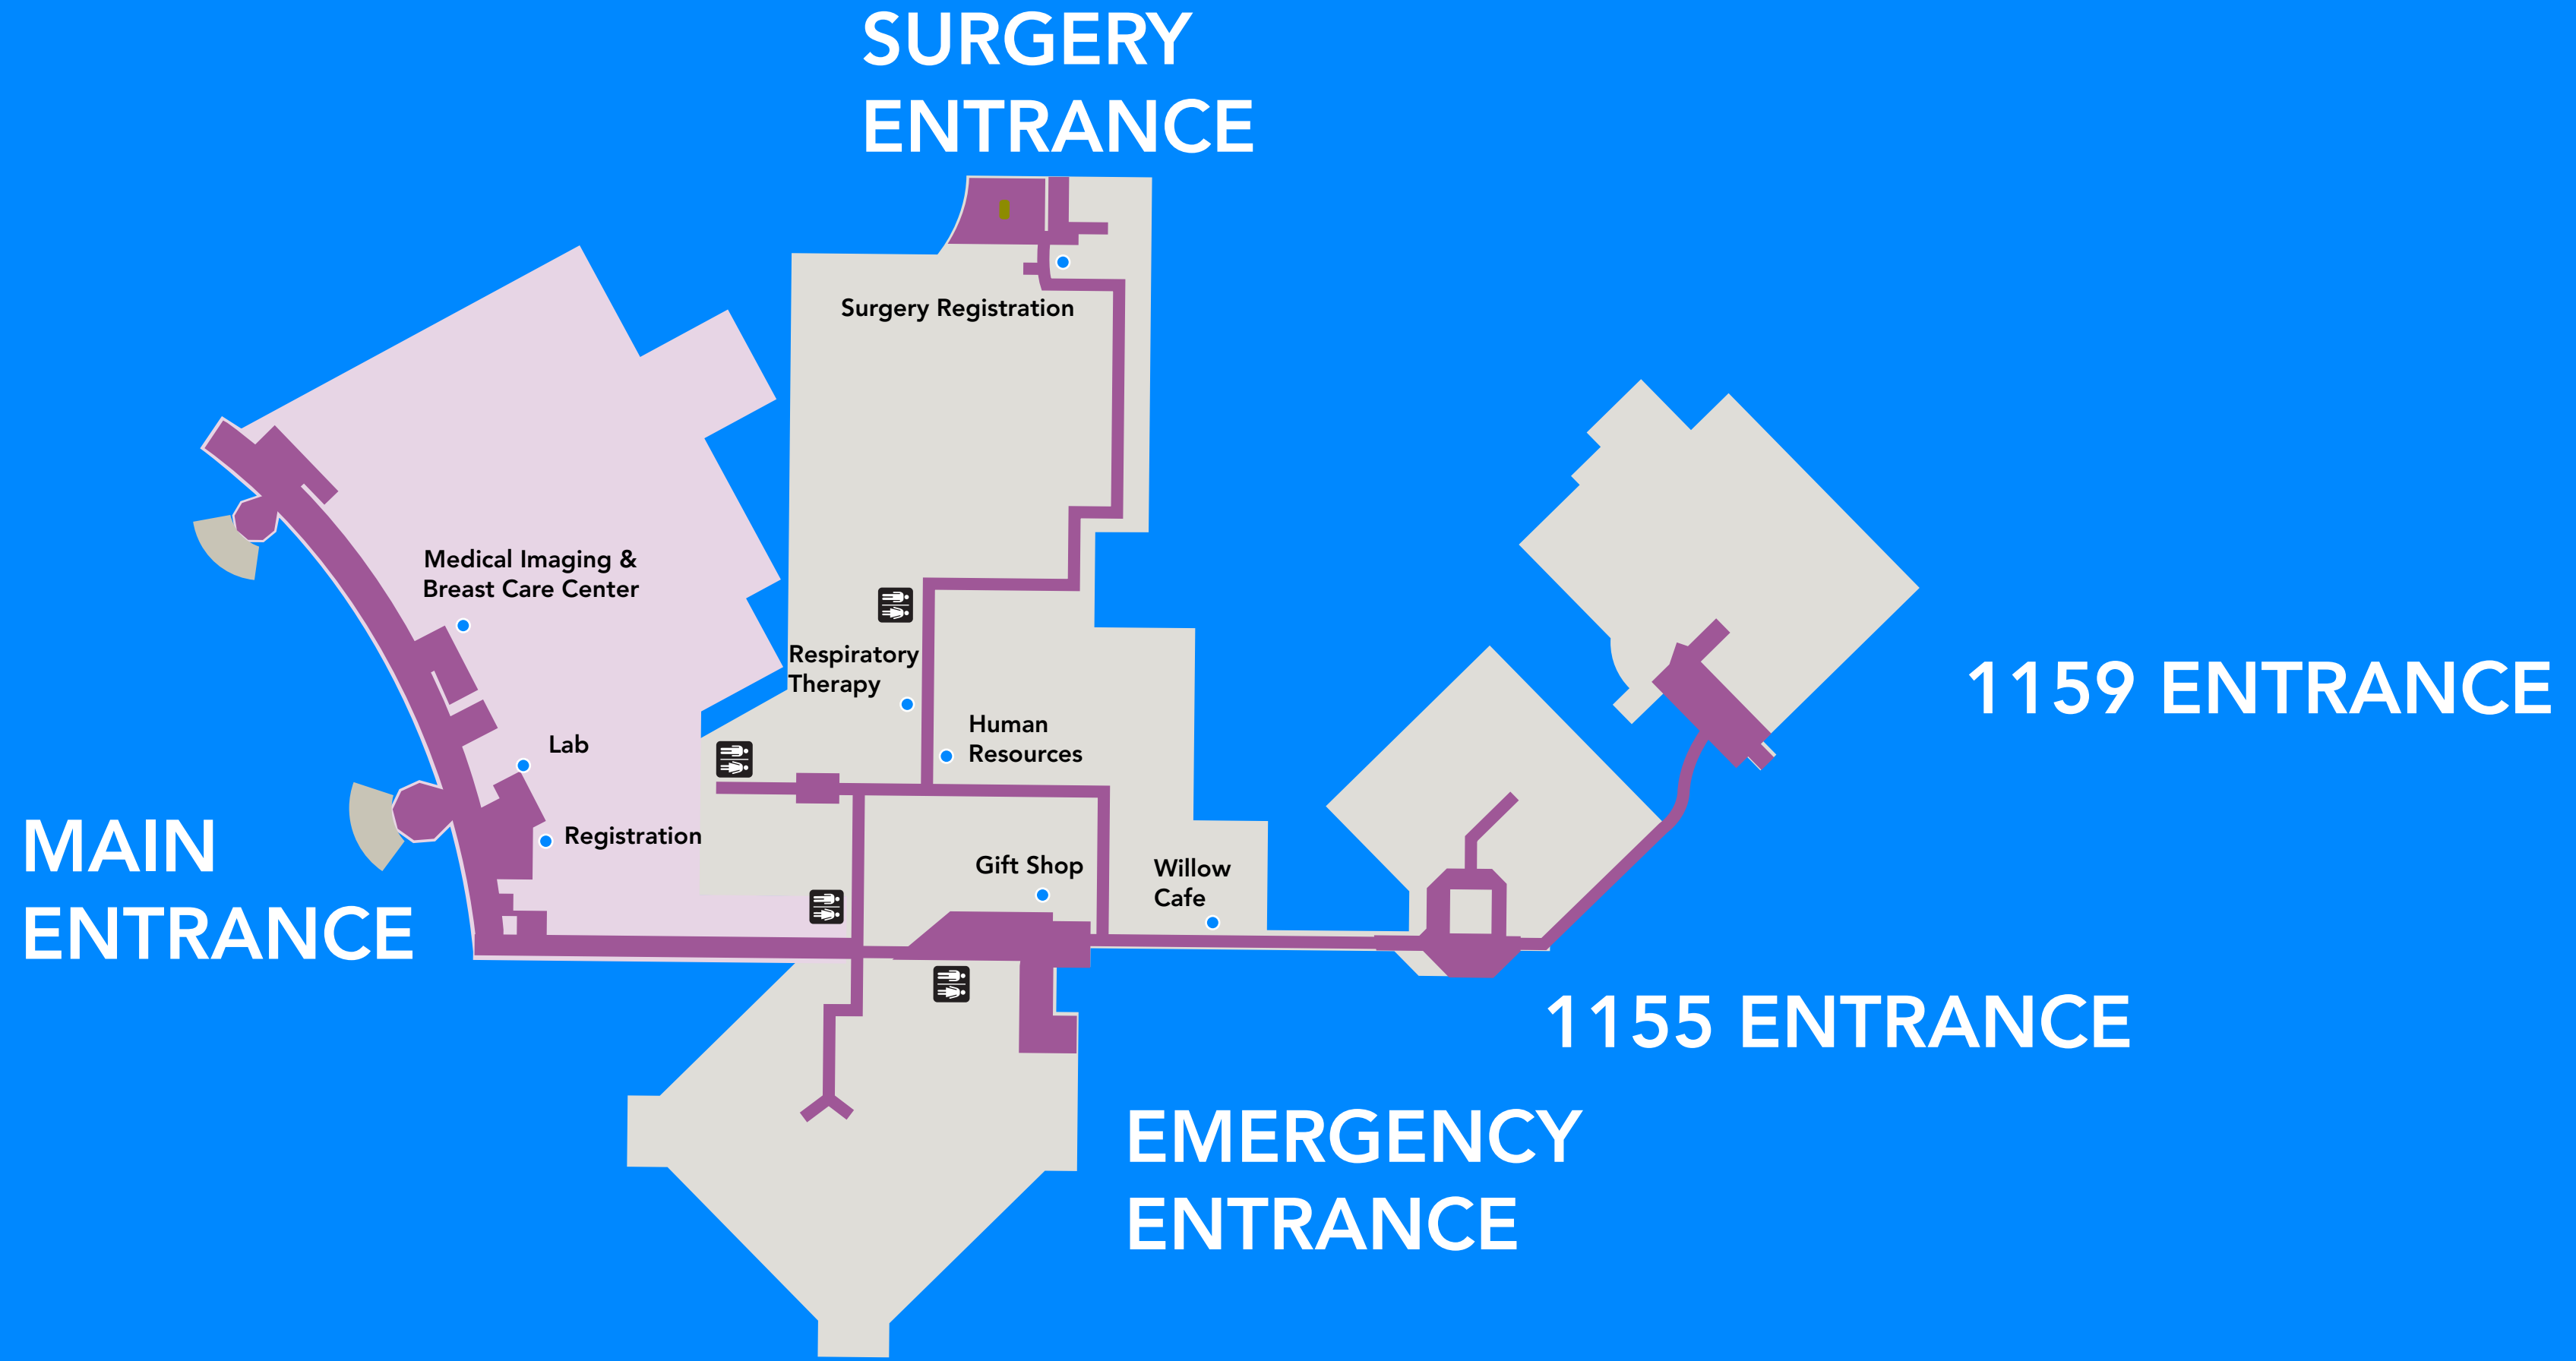 SURGERY
ENTRANCE
Surgery Registration
Medical Imaging &
Breast Care Center
Respiratory
Therapy
Human
Resources
Lab
Registration
Gift Shop
Willow
Cafe
MAIN
ENTRANCE
1159 ENTRANCE
1155 ENTRANCE
EMERGENCY
ENTRANCE